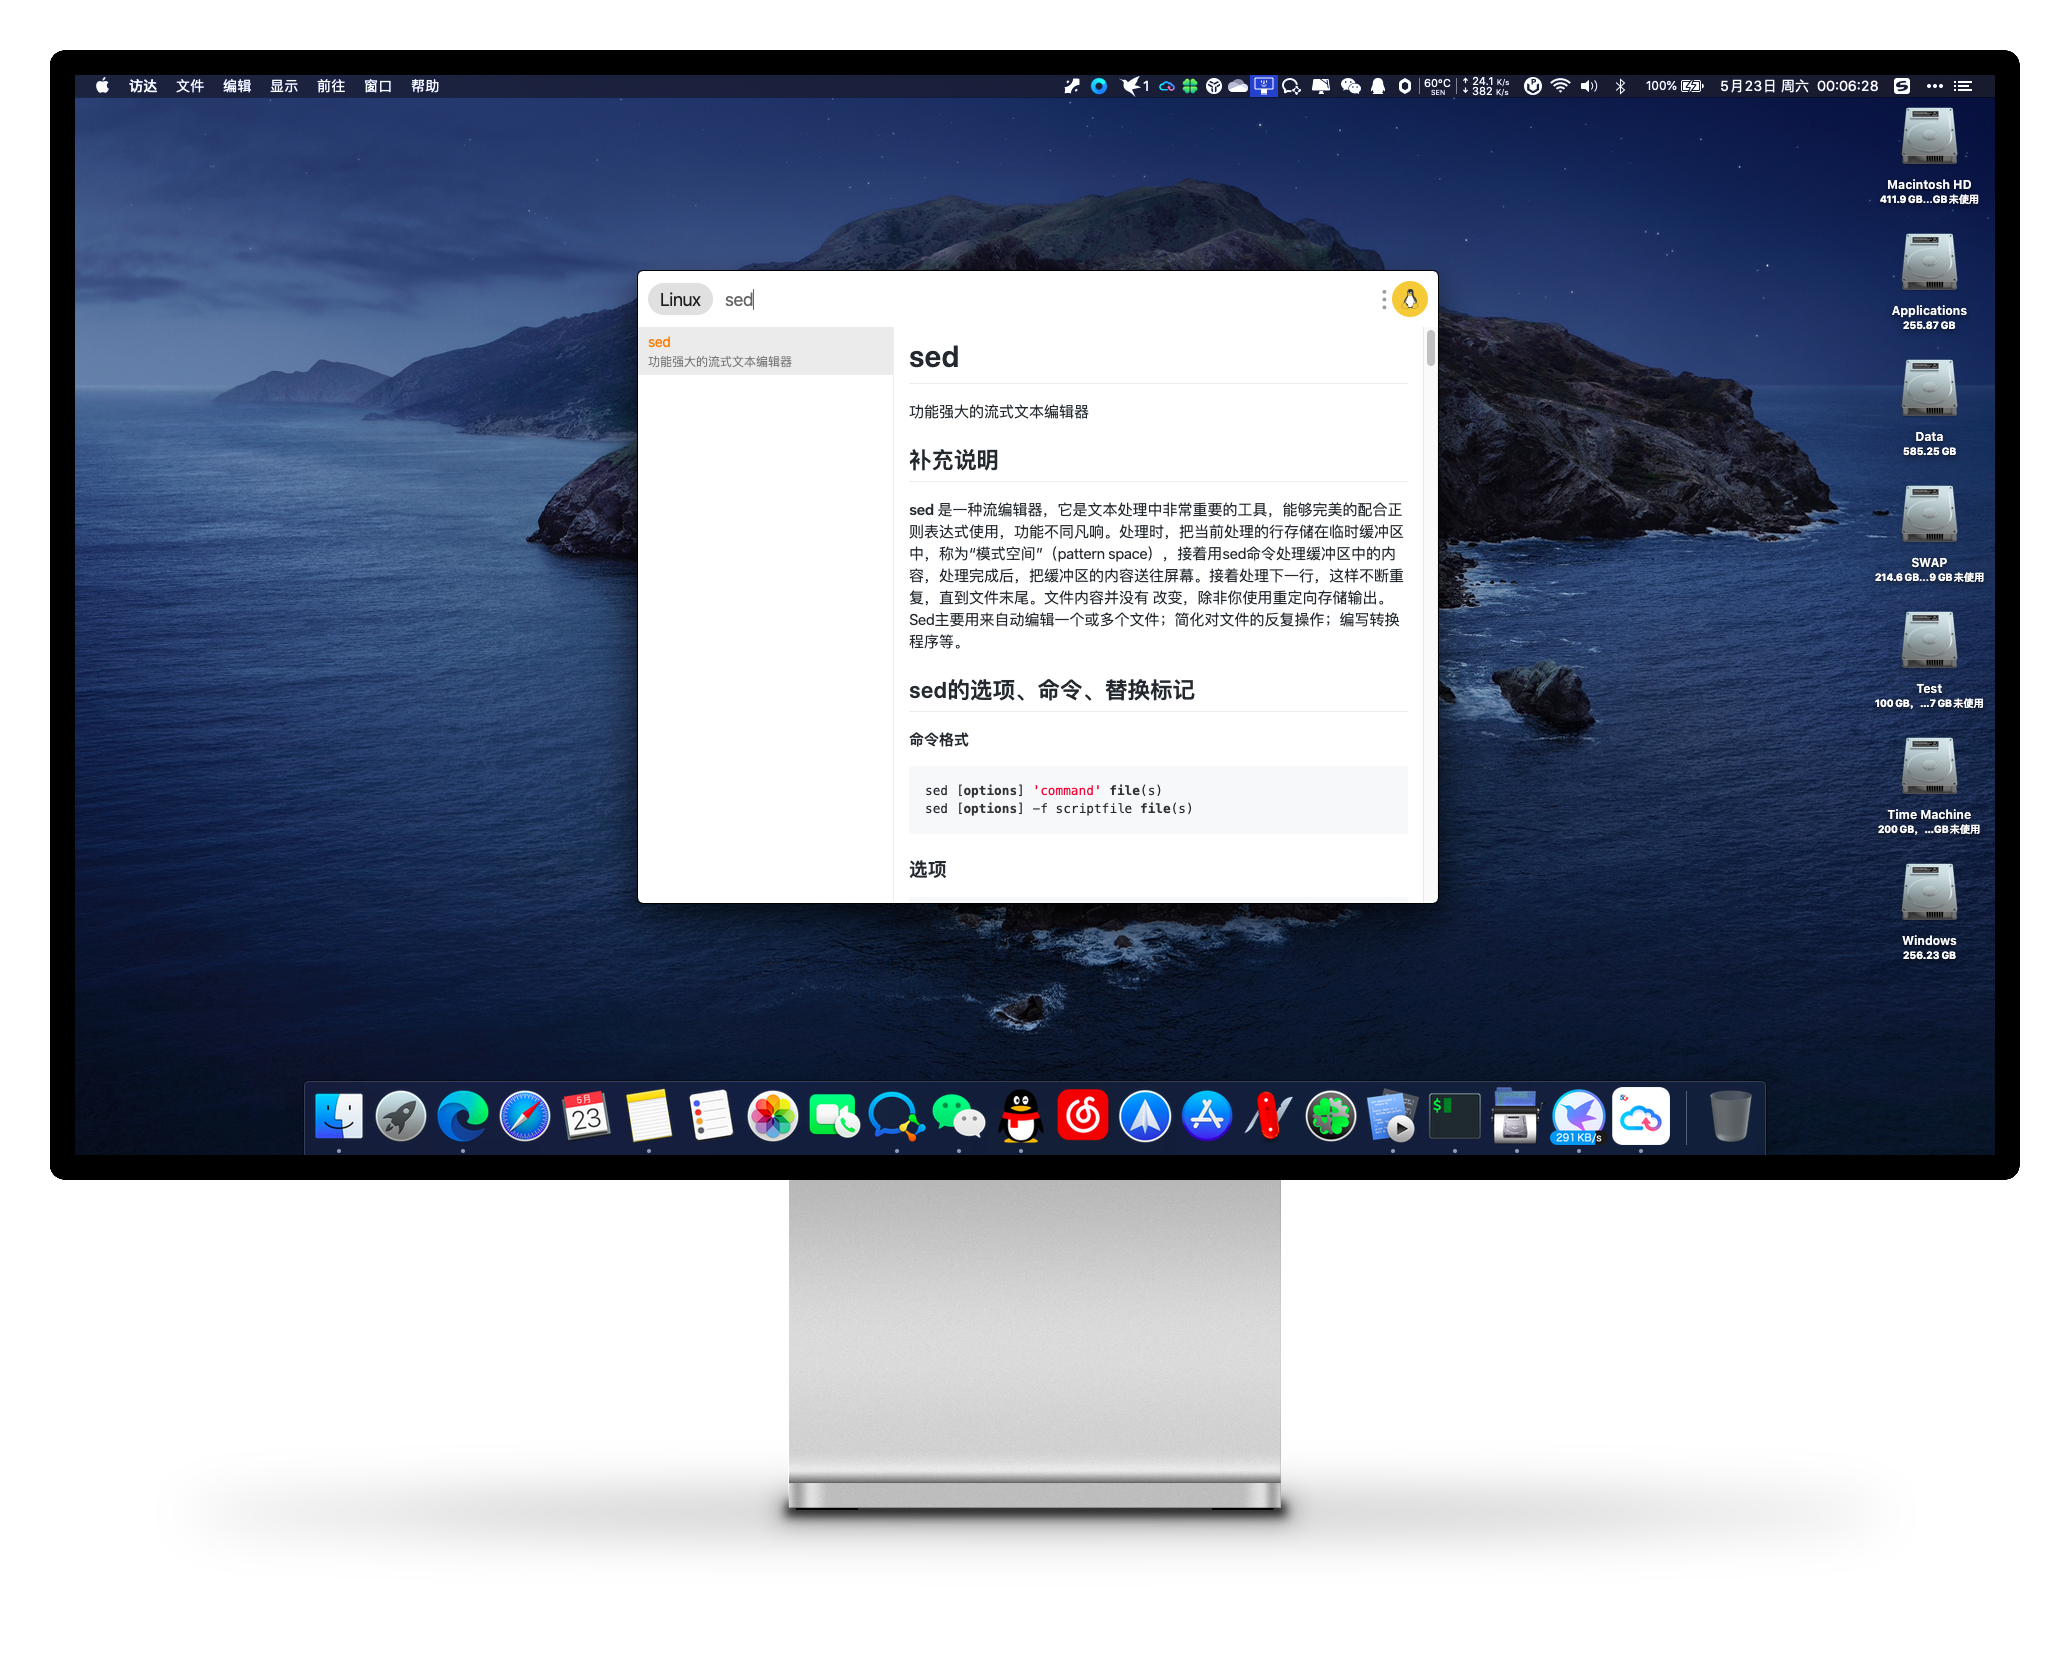 访达 文件 编辑 显示 前往 窗口 帮助
1
60°C
SEN
24.1 K/s
382 K/s
100%
5月23日 周六 00:06:28
Macintosh HD
411.9 GB...GB 未使用
Applications
255.87 GB
Data
585.25 GB
SWAP
214.6 GB...9 GB 未使用
Test
100 GB，...7 GB 未使用
Time Machine
200 GB，...GB 未使用
Windows
256.23 GB
Linux sed
sed
功能强大的流式文本编辑器
sed
功能强大的流式文本编辑器
补充说明
sed 是一种流编辑器，它是文本处理中非常重要的工具，能够完美的配合正
则表达式使用，功能不同凡响。处理时，把当前处理的行存储在临时缓冲区
中，称为“模式空间”（pattern space），接着用sed命令处理缓冲区中的内
容，处理完成后，把缓冲区的内容送往屏幕。接着处理下一行，这样不断重
复，直到文件末尾。文件内容并没有 改变，除非你使用重定向存储输出。
Sed主要用来自动编辑一个或多个文件；简化对文件的反复操作；编写转换
程序等。
sed的选项、命令、替换标记
命令格式
sed [options] 'command' file(s)
sed [options] -f scriptfile file(s)
选项
5月
23
$
291 KB/s